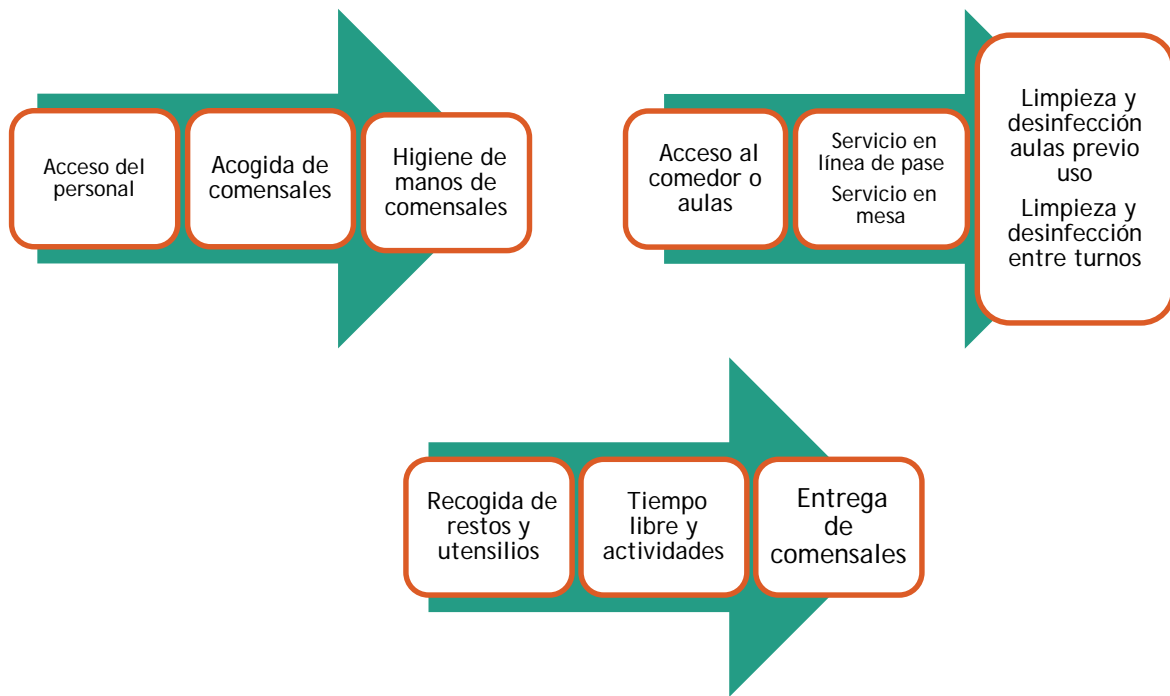 Acceso del
personal
Acogida de
comensales
Higiene de
manos de
comensales
Acceso al
comedor o
aulas
Servicio en
línea de pase
Servicio en
mesa
Limpieza y
desinfección
aulas previo
uso
Limpieza y
desinfección
entre turnos
Recogida de
restos y
utensilios
Tiempo
libre y
actividades
Entrega
de
comensales